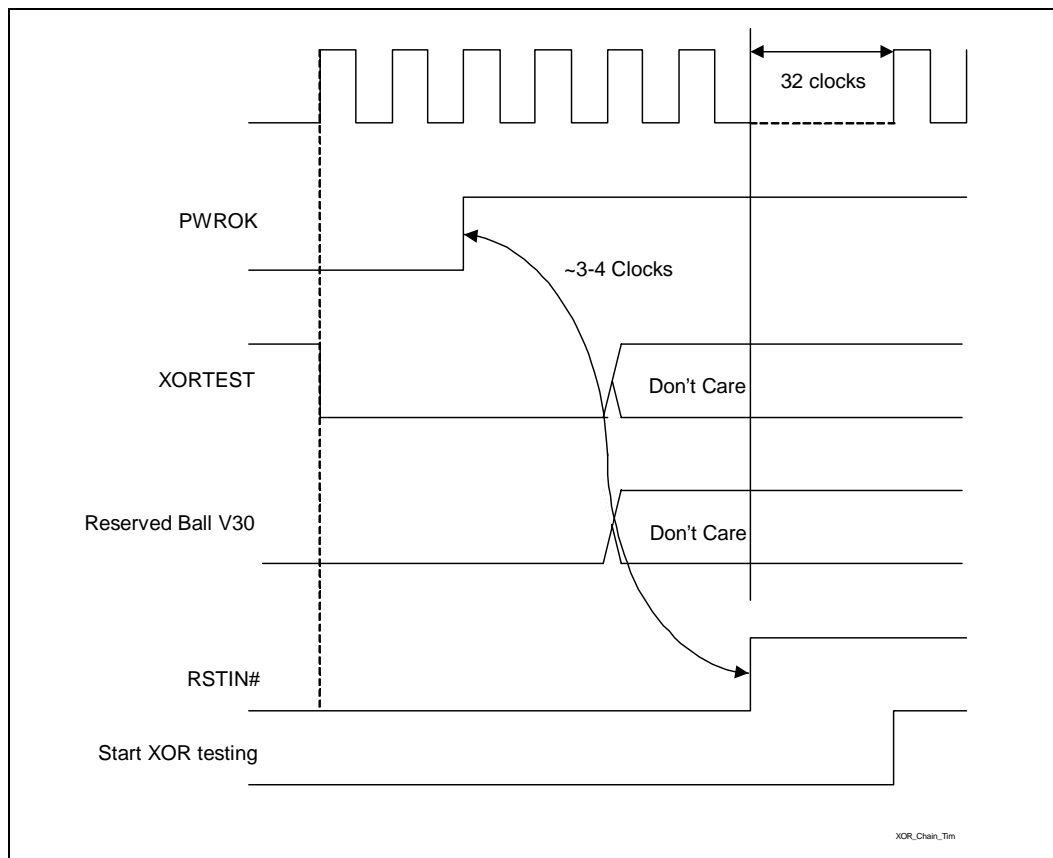 32 clocks
PWROK
~3-4 Clocks
XORTEST
Don't Care
Reserved Ball V30
Don't Care
RSTIN#
Start XOR testing
XOR_Chain_Tim